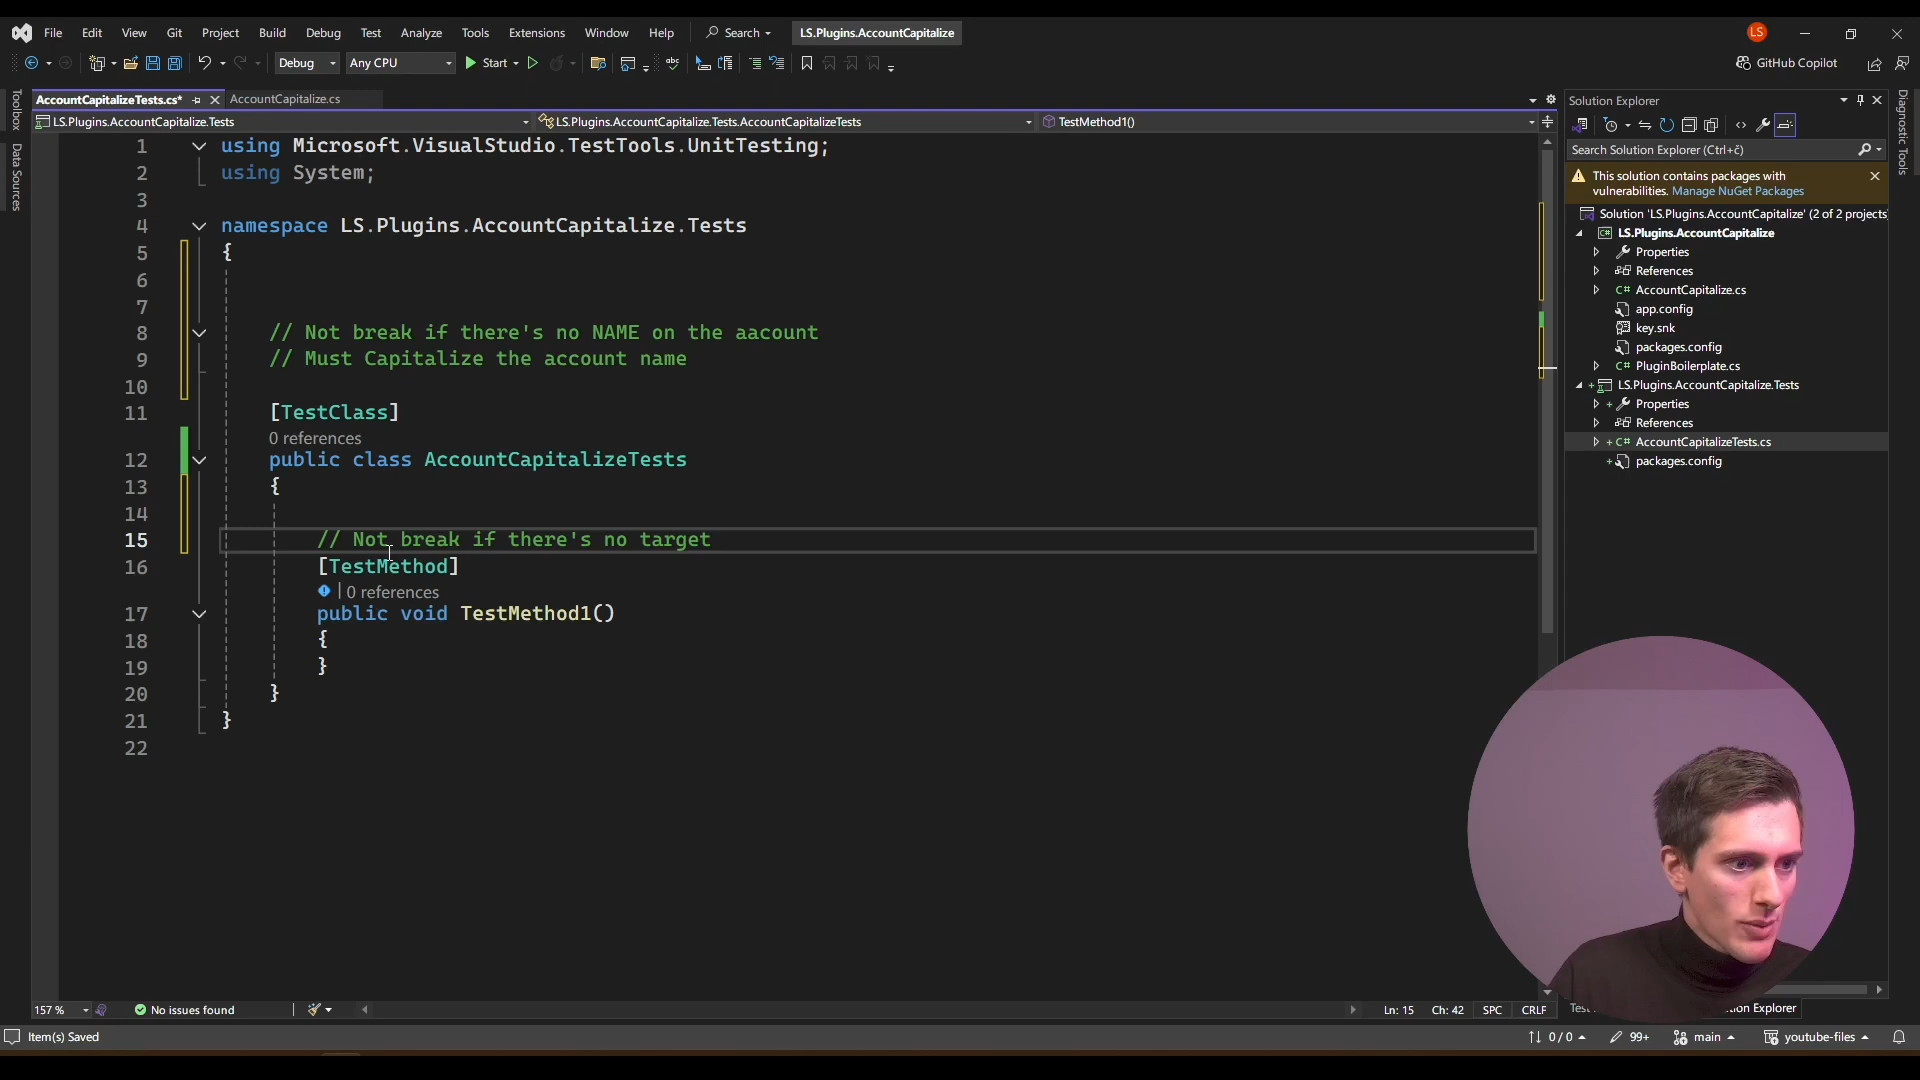 File Edit View Git Project Build Debug Test Analyze Tools Extensions Window Help Search LS.Plugins.AccountCapitalize LS
Debug Any CPU Start GitHub Copilot
Toolbox
Data Sources
AccountCapitalizeTests.cs* AccountCapitalize.cs
LS.Plugins.AccountCapitalize.Tests LS.Plugins.AccountCapitalize.Tests.AccountCapitalizeTests TestMethod1()
1 using Microsoft.VisualStudio.TestTools.UnitTesting;
2 using System;
3
4 namespace LS.Plugins.AccountCapitalize.Tests
5 {
6
7
8 // Not break if there's no NAME on the aacount
9 // Must Capitalize the account name
10
11 [TestClass]
0 references
12 public class AccountCapitalizeTests
13 {
14
15 // Not break if there's no target
16 [TestMethod]
0 references
17 public void TestMethod1()
18 {
19 }
20 }
21 }
22
157 % No issues found Ln: 15 Ch: 42 SPC CRLF
Solution Explorer
Search Solution Explorer (Ctrl+č)
This solution contains packages with
vulnerabilities. Manage NuGet Packages
Solution 'LS.Plugins.AccountCapitalize' (2 of 2 projects
LS.Plugins.AccountCapitalize
Properties
References
C# AccountCapitalize.cs
app.config
key.snk
packages.config
C# PluginBoilerplate.cs
LS.Plugins.AccountCapitalize.Tests
Properties
References
C# AccountCapitalizeTests.cs
packages.config
Diagnostic Tools
Explorer
Item(s) Saved 0 / 0 99+ main youtube-files